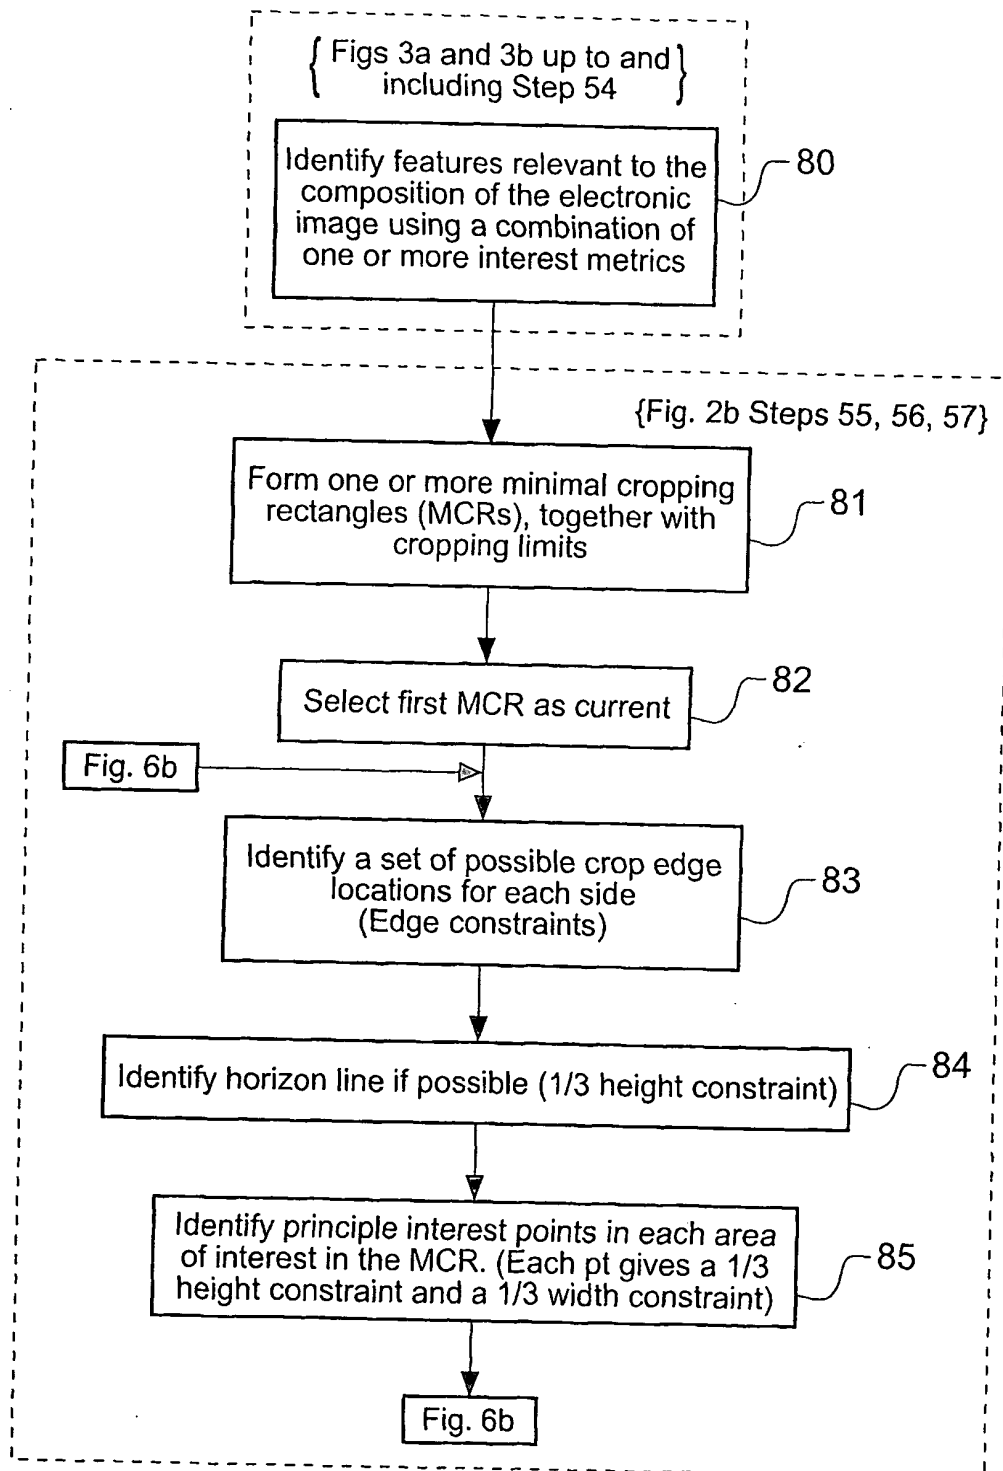 { Figs 3a and 3b up to and }
including Step 54
Identify features relevant to the
composition of the electronic
image using a combination of
one or more interest metrics
80
{Fig. 2b Steps 55, 56, 57}
Form one or more minimal cropping
rectangles (MCRs), together with
cropping limits
81
Select first MCR as current
82
Fig. 6b
Identify a set of possible crop edge
locations for each side
(Edge constraints)
83
Identify horizon line if possible (1/3 height constraint)
84
Identify principle interest points in each area
of interest in the MCR. (Each pt gives a 1/3
height constraint and a 1/3 width constraint)
85
Fig. 6b